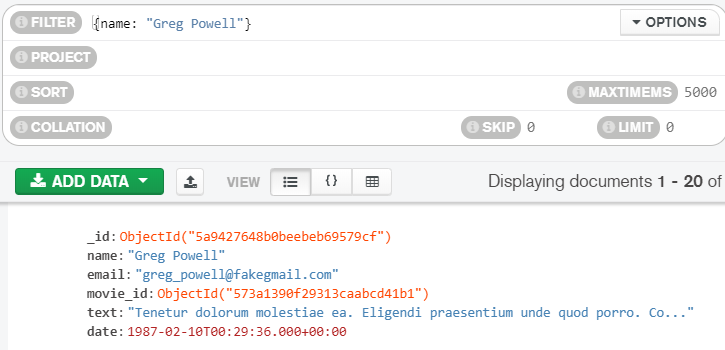 FILTER {name: "Greg Powell"} OPTIONS
PROJECT
SORT MAXTIMEMS 5000
COLLATION SKIP 0 LIMIT 0
ADD DATA VIEW { } Displaying documents 1 - 20 of
_id: ObjectId("5a9427648b0beebeb69579cf")
name: "Greg Powell"
email: "greg_powell@fakegmail.com"
movie_id: ObjectId("573a1390f29313caabcd41b1")
text: "Tenetur dolorum molestiae ea. Eligendi praesentium unde quod porro. Co..."
date: 1987-02-10T00:29:36.000+00:00